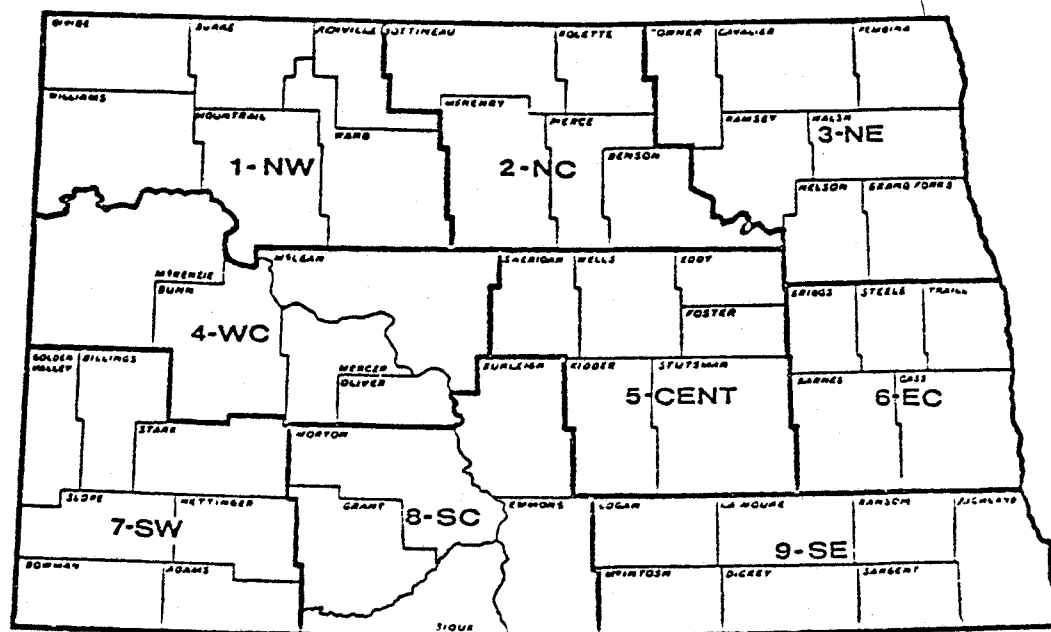 DIVIDE
BURKE
RENVILLE
BOTTINEAU
ROLETTE
TOWNER
CAVALIER
PEMBINA
WILLIAMS
MOUNTRAIL
WARD
McHENRY
PIERCE
BENSON
RAMSEY
WALSH
3-NE
1-NW
2-NC
NELSON
GRAND FORKS
McKENZIE
DUNN
McLEAN
SHERIDAN
WELLS
EDDY
FOSTER
GRIGGS
STEELE
TRAILL
4-WC
GOLDEN
VALLEY
BILLINGS
MERCER
OLIVER
BURLEIGH
KIDDER
STUTSMAN
5-CENT
BARNES
CASS
6-EC
STARK
MORTON
SLOPE
HETTINGER
7-SW
GRANT
8-SC
EMMONS
LOGAN
LA MOURE
RANSOM
RICHLAND
9-SE
BOWMAN
ADAMS
McINTOSH
DICKEY
SARGENT
SIOUX